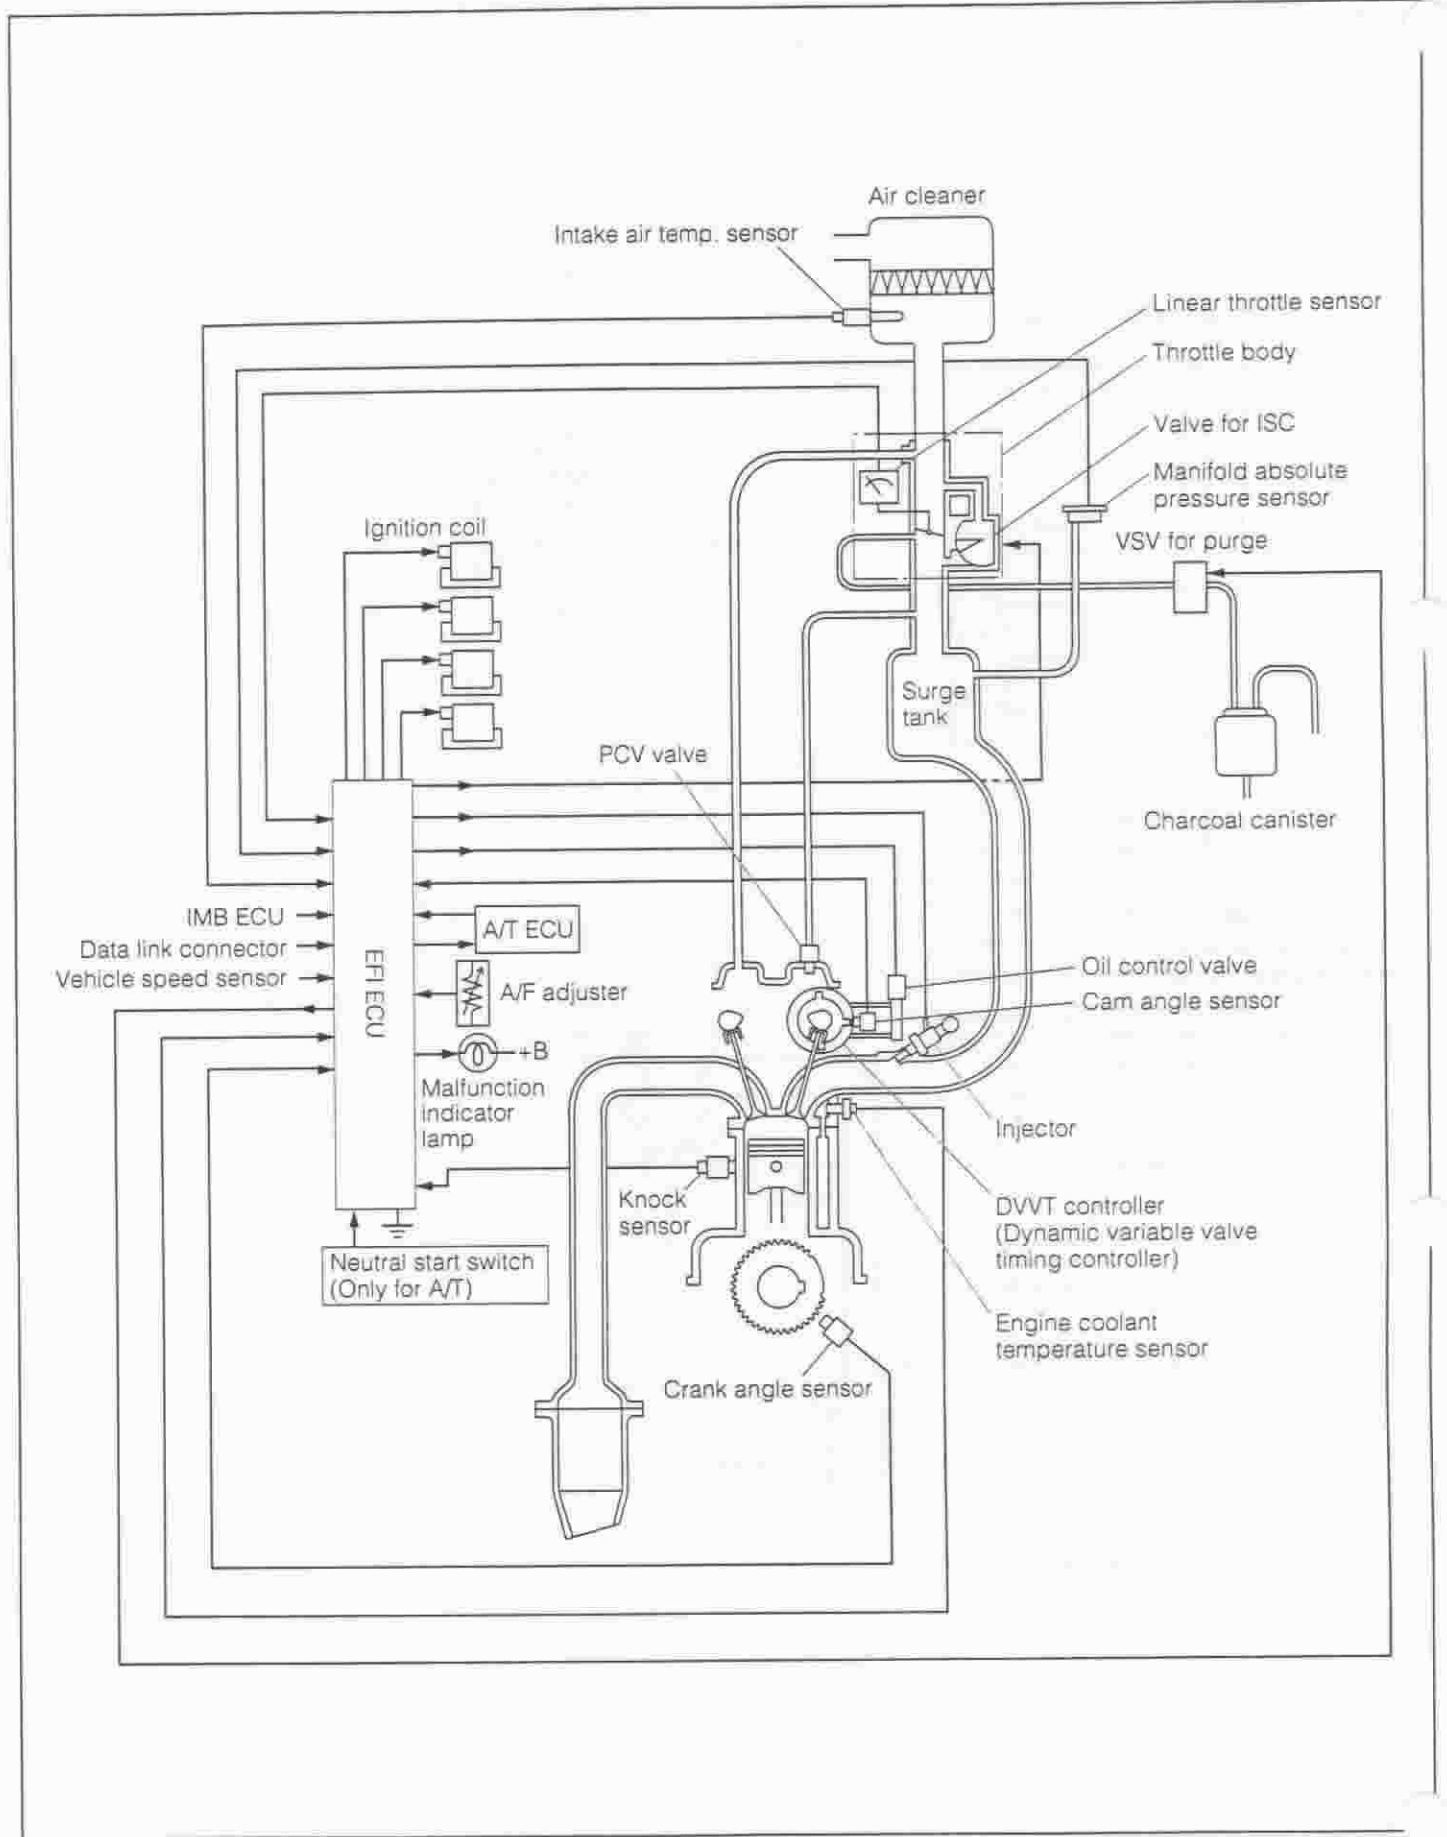 Air cleaner
Intake air temp. sensor
Linear throttle sensor
Throttle body
Valve for ISC
Manifold absolute
pressure sensor
Ignition coil
VSV for purge
Surge
tank
PCV valve
Charcoal canister
IMB ECU
Data link connector
Vehicle speed sensor
EFI ECU
A/T ECU
A/F adjuster
+B
Malfunction
indicator
lamp
Oil control valve
Cam angle sensor
Injector
Knock
sensor
DVVT controller
(Dynamic variable valve
timing controller)
Neutral start switch
(Only for A/T)
Engine coolant
temperature sensor
Crank angle sensor